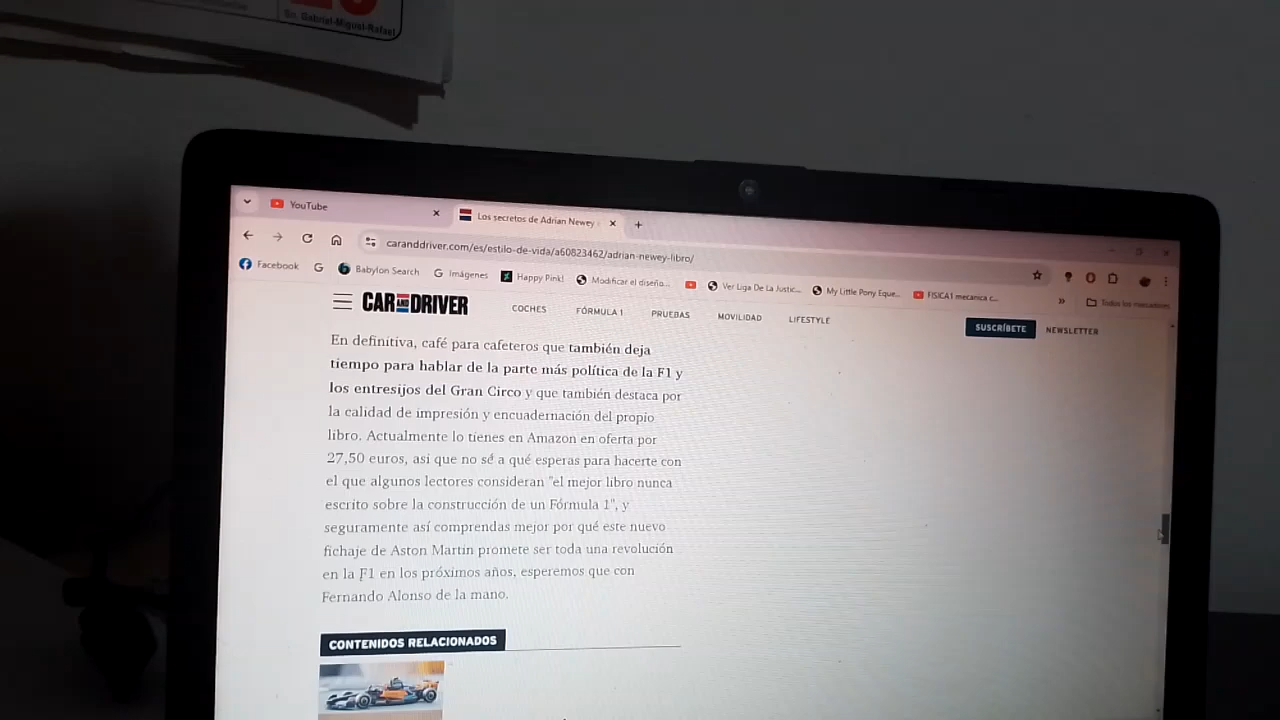 Sn. Gabriel-Miguel-Rafael
YouTube
Los secretos de Adrian Newey
caranddriver.com/es/estilo-de-vida/a60823462/adrian-newey-libro/
Facebook
Babylon Search
Imágenes
Happy Pink!
Modificar el diseño...
Ver Liga De La Justic...
My Little Pony Eque...
FISICA1 mecanica c...
Todos los marcadores
CAR AND DRIVER
COCHES
FÓRMULA 1
PRUEBAS
MOVILIDAD
LIFESTYLE
SUSCRÍBETE
NEWSLETTER
En definitiva, café para cafeteros que también deja
tiempo para hablar de la parte más política de la F1 y
los entresijos del Gran Circo y que también destaca por
la calidad de impresión y encuadernación del propio
libro. Actualmente lo tienes en Amazon en oferta por
27,50 euros, asi que no sé a qué esperas para hacerte con
el que algunos lectores consideran "el mejor libro nunca
escrito sobre la construcción de un Fórmula 1", y
seguramente así comprendas mejor por qué este nuevo
fichaje de Aston Martin promete ser toda una revolución
en la F1 en los próximos años, esperemos que con
Fernando Alonso de la mano.
CONTENIDOS RELACIONADOS